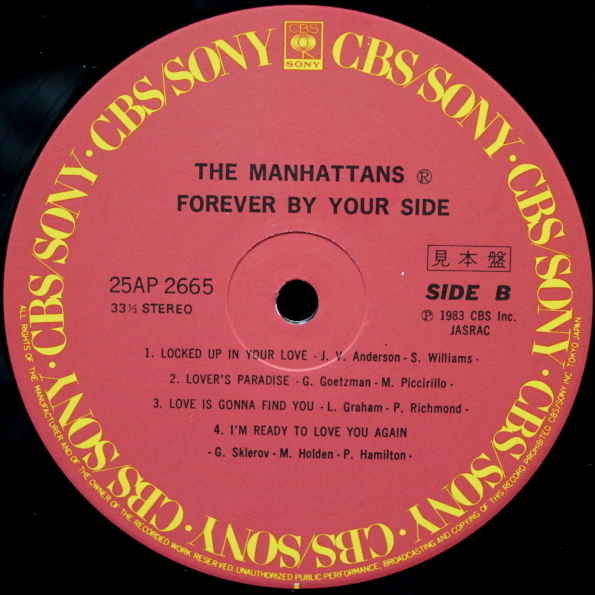 CBS
SONY
CBS/SONY · CBS/SONY · CBS/SONY · CBS/SONY · CBS/SONY · CBS/SONY · CBS/SONY · CBS/SONY
THE MANHATTANS ®
FOREVER BY YOUR SIDE
25AP 2665
見本盤
33⅓ STEREO
SIDE B
Ⓟ 1983 CBS Inc.
JASRAC
1. LOCKED UP IN YOUR LOVE - J. V. Anderson - S. Williams -
2. LOVER'S PARADISE - G. Goetzman - M. Piccirillo -
3. LOVE IS GONNA FIND YOU - L. Graham - P. Richmond -
4. I'M READY TO LOVE YOU AGAIN
- G. Sklerov - M. Holden - P. Hamilton -
ALL RIGHTS OF THE MANUFACTURER AND OF THE OWNER OF THE RECORDED WORK RESERVED. UNAUTHORIZED PUBLIC PERFORMANCE, BROADCASTING AND COPYING OF THIS RECORD PROHIBITED CBS/SONY INC. TOKYO JAPAN